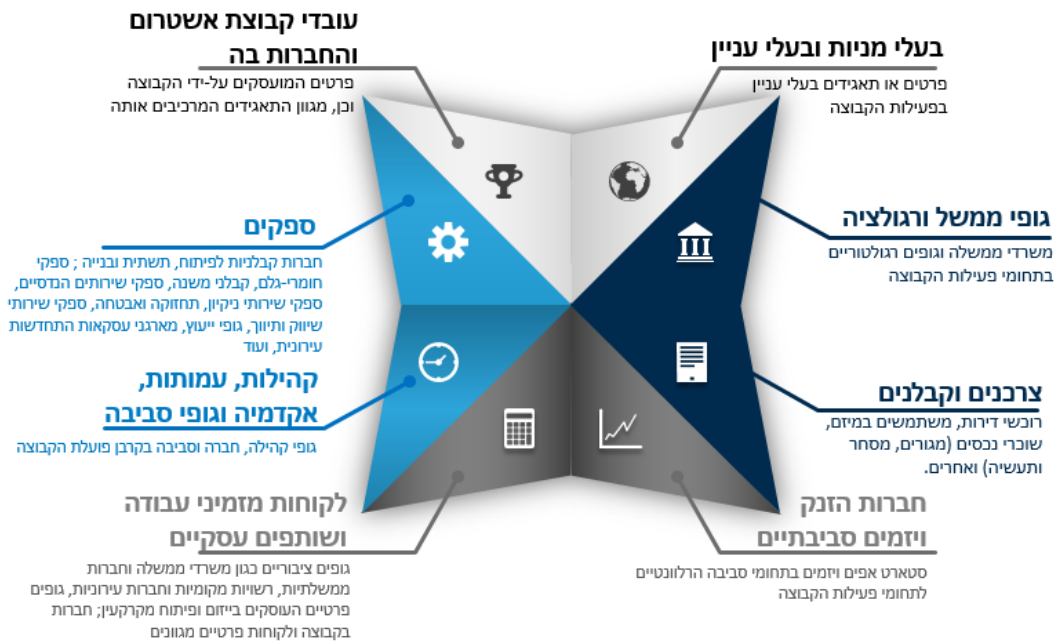 בעלי מניות ובעלי עניין
פרטים או תאגידים בעלי עניין
בפעילות הקבוצה
גופי ממשל ורגולציה
משרדי ממשלה וגופים רגולטוריים
בתחומי פעילות הקבוצה
צרכנים וקבלנים
רוכשי דירות, משתמשים במיזם,
שוכרי נכסים (מגורים, מסחר
ותעשיה) ואחרים.
חברות הזנק
ויזמים סביבתיים
סטארט אפים ויזמים בתחומי סביבה הרלוונטיים
לתחומי פעילות הקבוצה
עובדי קבוצת אשטרום
והחברות בה
פרטים המועסקים על-ידי הקבוצה
וכן, מגוון התאגידים המרכיבים אותה
ספקים
חברות קבלניות לפיתוח, תשתית ובנייה ; ספקי
חומרי-גלם, קבלני משנה, ספקי שירותים הנדסיים,
ספקי שירותי ניקיון, תחזוקה ואבטחה, ספקי שירותי
שיווק ותיווך, גופי ייעוץ, מארגני עסקאות התחדשות
עירונית, ועוד
קהילות, עמותות,
אקדמיה וגופי סביבה
גופי קהילה, חברה וסביבה בקרבן פועלת הקבוצה
לקוחות מזמיני עבודה
ושותפים עסקיים
גופים ציבוריים כגון משרדי ממשלה וחברות
ממשלתיות, רשויות מקומיות וחברות עירוניות, גופים
פרטיים העוסקים בייזום ופיתוח מקרקעין; חברות
בקבוצה ולקוחות פרטיים מגוונים